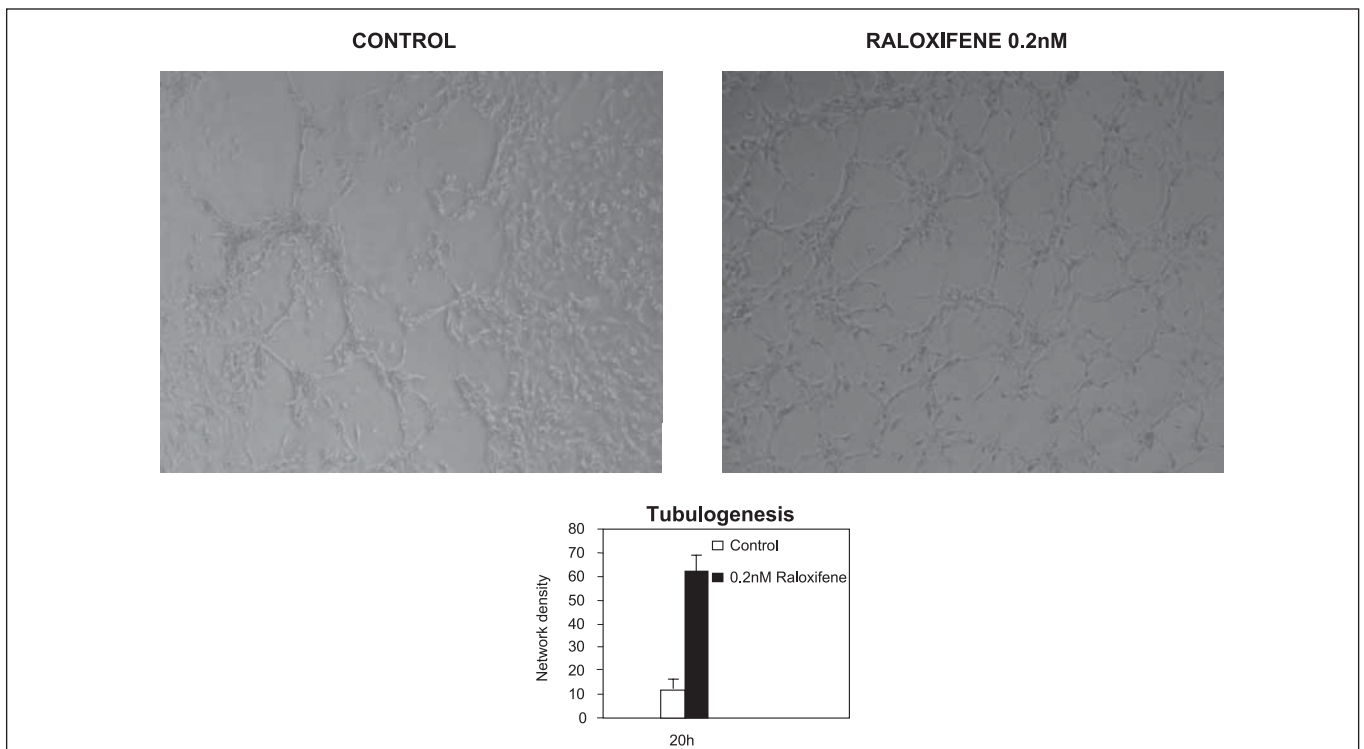 CONTROL
RALOXIFENE 0.2nM
Tubulogenesis
Network density
80
70
60
50
40
30
20
10
0
Control
0.2nM Raloxifene
20h